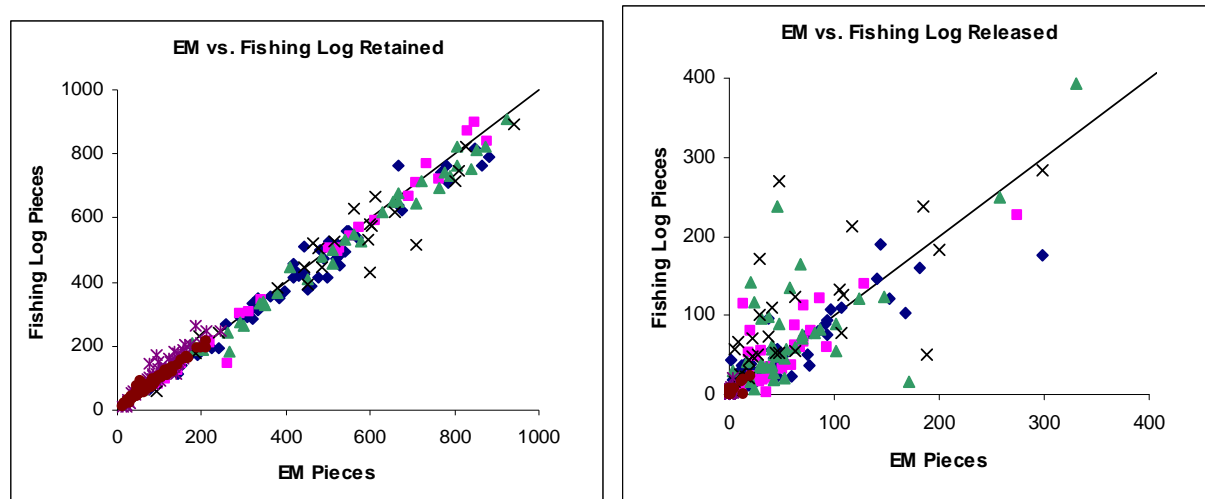 EM vs. Fishing Log Retained
1000
800
600
400
200
0
0 200 400 600 800 1000
Fishing Log Pieces
EM Pieces
EM vs. Fishing Log Released
400
300
200
100
0
0 100 200 300 400
Fishing Log Pieces
EM Pieces